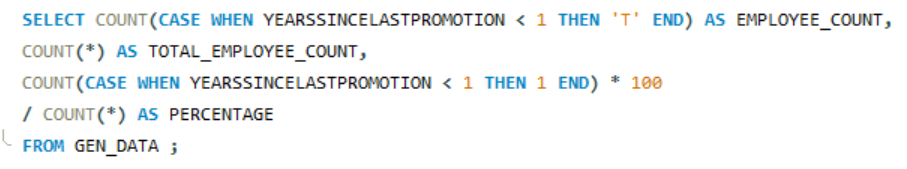 SELECT COUNT(CASE WHEN YEARSSINCELASTPROMOTION < 1 THEN 'T' END) AS EMPLOYEE_COUNT,
COUNT(*) AS TOTAL_EMPLOYEE_COUNT,
COUNT(CASE WHEN YEARSSINCELASTPROMOTION < 1 THEN 1 END) * 100
/ COUNT(*) AS PERCENTAGE
FROM GEN_DATA ;